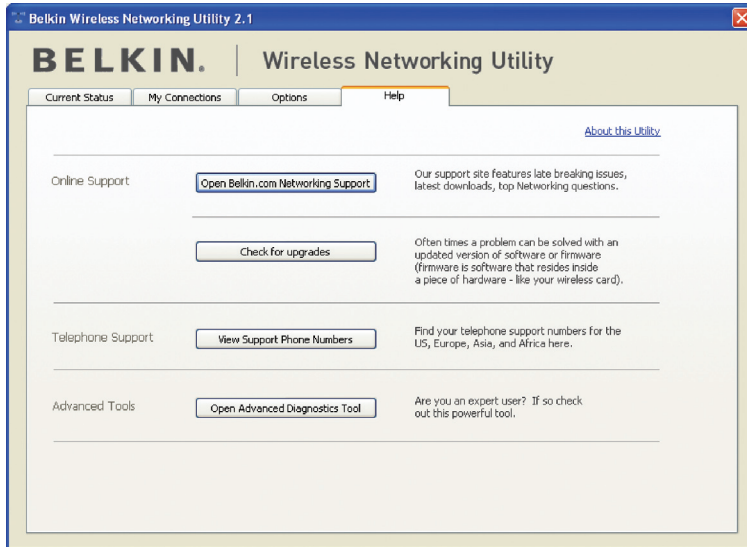 Belkin Wireless Networking Utility 2.1
BELKIN. | Wireless Networking Utility
Current Status
My Connections
Options
Help
About this Utility
Online Support
Open Belkin.com Networking Support
Our support site features late breaking issues,
latest downloads, top Networking questions.
Check for upgrades
Often times a problem can be solved with an
updated version of software or firmware
(firmware is software that resides inside
a piece of hardware - like your wireless card).
Telephone Support
View Support Phone Numbers
Find your telephone support numbers for the
US, Europe, Asia, and Africa here.
Advanced Tools
Open Advanced Diagnostics Tool
Are you an expert user? If so check
out this powerful tool.